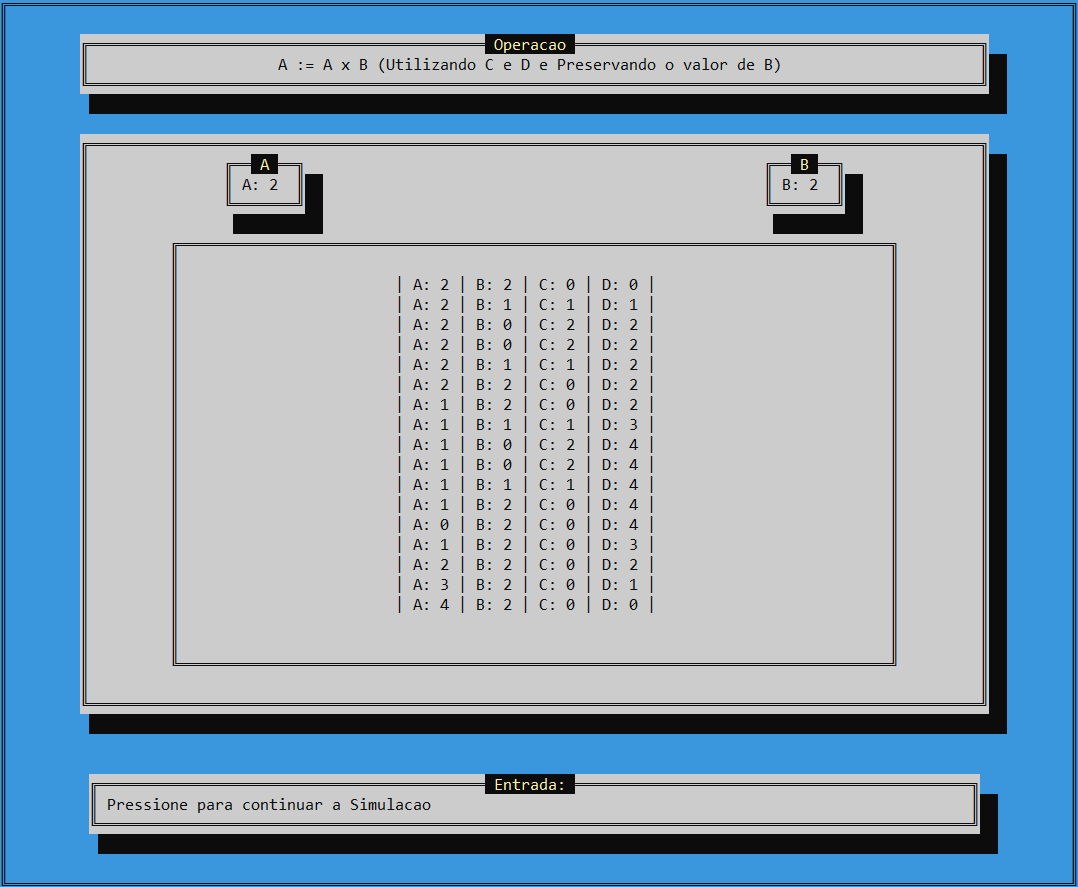 Operacao
A := A x B (Utilizando C e D e Preservando o valor de B)
A B
A: 2 B: 2
| A: 2 | B: 2 | C: 0 | D: 0 |
| A: 2 | B: 1 | C: 1 | D: 1 |
| A: 2 | B: 0 | C: 2 | D: 2 |
| A: 2 | B: 0 | C: 2 | D: 2 |
| A: 2 | B: 1 | C: 1 | D: 2 |
| A: 2 | B: 2 | C: 0 | D: 2 |
| A: 1 | B: 2 | C: 0 | D: 2 |
| A: 1 | B: 1 | C: 1 | D: 3 |
| A: 1 | B: 0 | C: 2 | D: 4 |
| A: 1 | B: 0 | C: 2 | D: 4 |
| A: 1 | B: 1 | C: 1 | D: 4 |
| A: 1 | B: 2 | C: 0 | D: 4 |
| A: 0 | B: 2 | C: 0 | D: 4 |
| A: 1 | B: 2 | C: 0 | D: 3 |
| A: 2 | B: 2 | C: 0 | D: 2 |
| A: 3 | B: 2 | C: 0 | D: 1 |
| A: 4 | B: 2 | C: 0 | D: 0 |
Entrada:
Pressione para continuar a Simulacao